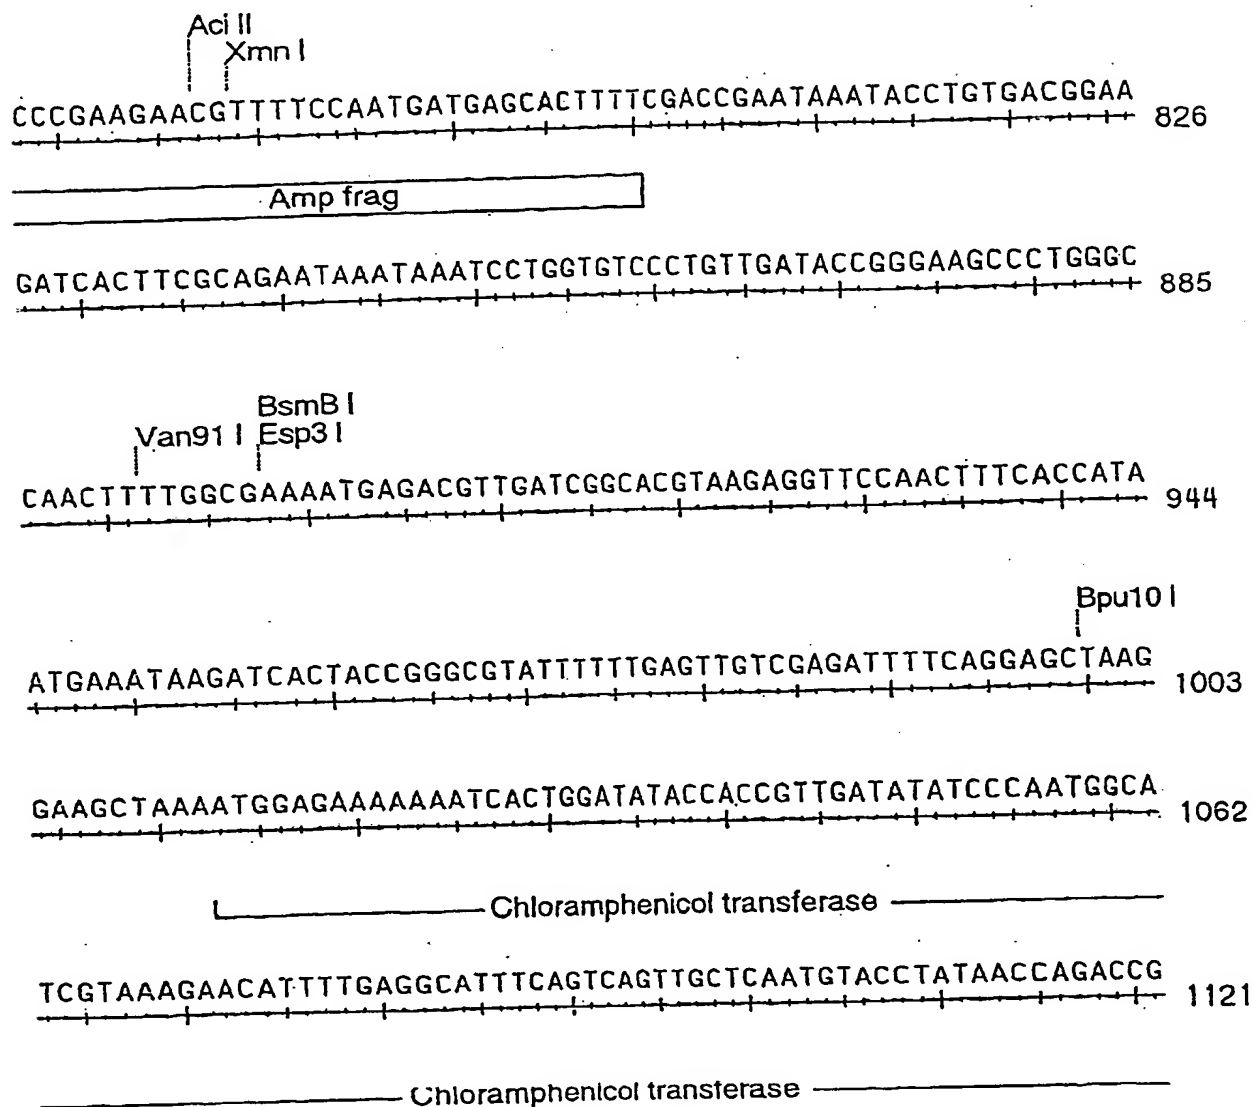 Aci II
Xmn I
CCCGAAGAACGTTTTCCAATGATGAGCACTTTTCGACCGAATAAATACCTGTGACGGAA 826
Amp frag
GATCACTTCGCAGAATAAATAAATCCTGGTGTCCCTGTTGATACCGGGAAGCCCTGGGC 885
BsmB I
Van91 I Esp3 I
CAACTTTTGGCGAAAATGAGACGTTGATCGGCACGTAAGAGGTTCCAACTTTCACCATA 944
Bpu10 I
ATGAAATAAGATCACTACCGGGCGTATTTTTTGAGTTGTCGAGATTTTCAGGAGCTAAG 1003
GAAGCTAAAATGGAGAAAAAAATCACTGGATATACCACCGTTGATATATCCCAATGGCA 1062
Chloramphenicol transferase
TCGTAAAGAACATTTTGAGGCATTTCAGTCAGTTGCTCAATGTACCTATAACCAGACCG 1121
Chloramphenicol transferase